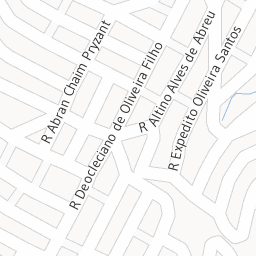 R Abran Chaim Pryzant
R Deocleciano de Oliveira Filho
R Altino Alves de Abreu
R Expedito Oliveira Santos